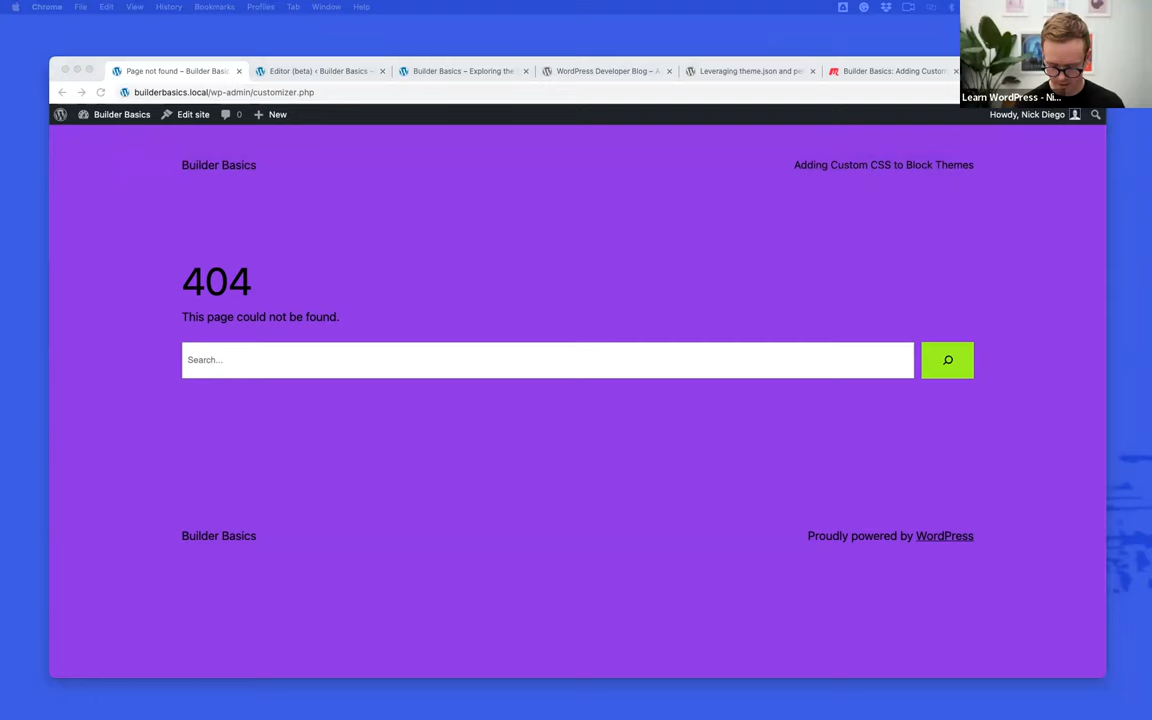 Chrome File Edit View History Bookmarks Profiles Tab Window Help
Page not found – Builder Basic
Editor (beta) ‹ Builder Basics –
Builder Basics – Exploring the
WordPress Developer Blog – A
Leveraging theme.json and pe
Builder Basics: Adding Custom
builderbasics.local/wp-admin/customizer.php
Learn WordPress - Ni...
Builder Basics Edit site 0 New
Howdy, Nick Diego
Builder Basics
Adding Custom CSS to Block Themes
404
This page could not be found.
Search...
Builder Basics
Proudly powered by WordPress